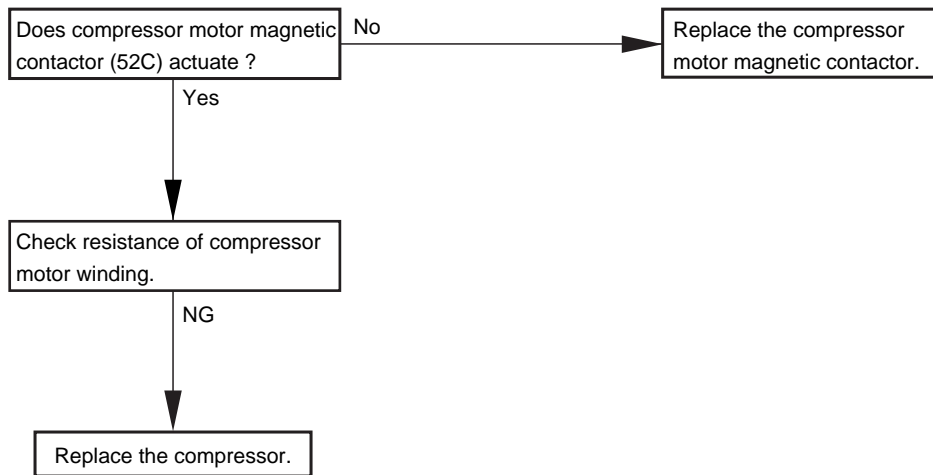 Does compressor motor magnetic
contactor (52C) actuate ?
No
Replace the compressor
motor magnetic contactor.
Yes
Check resistance of compressor
motor winding.
NG
Replace the compressor.